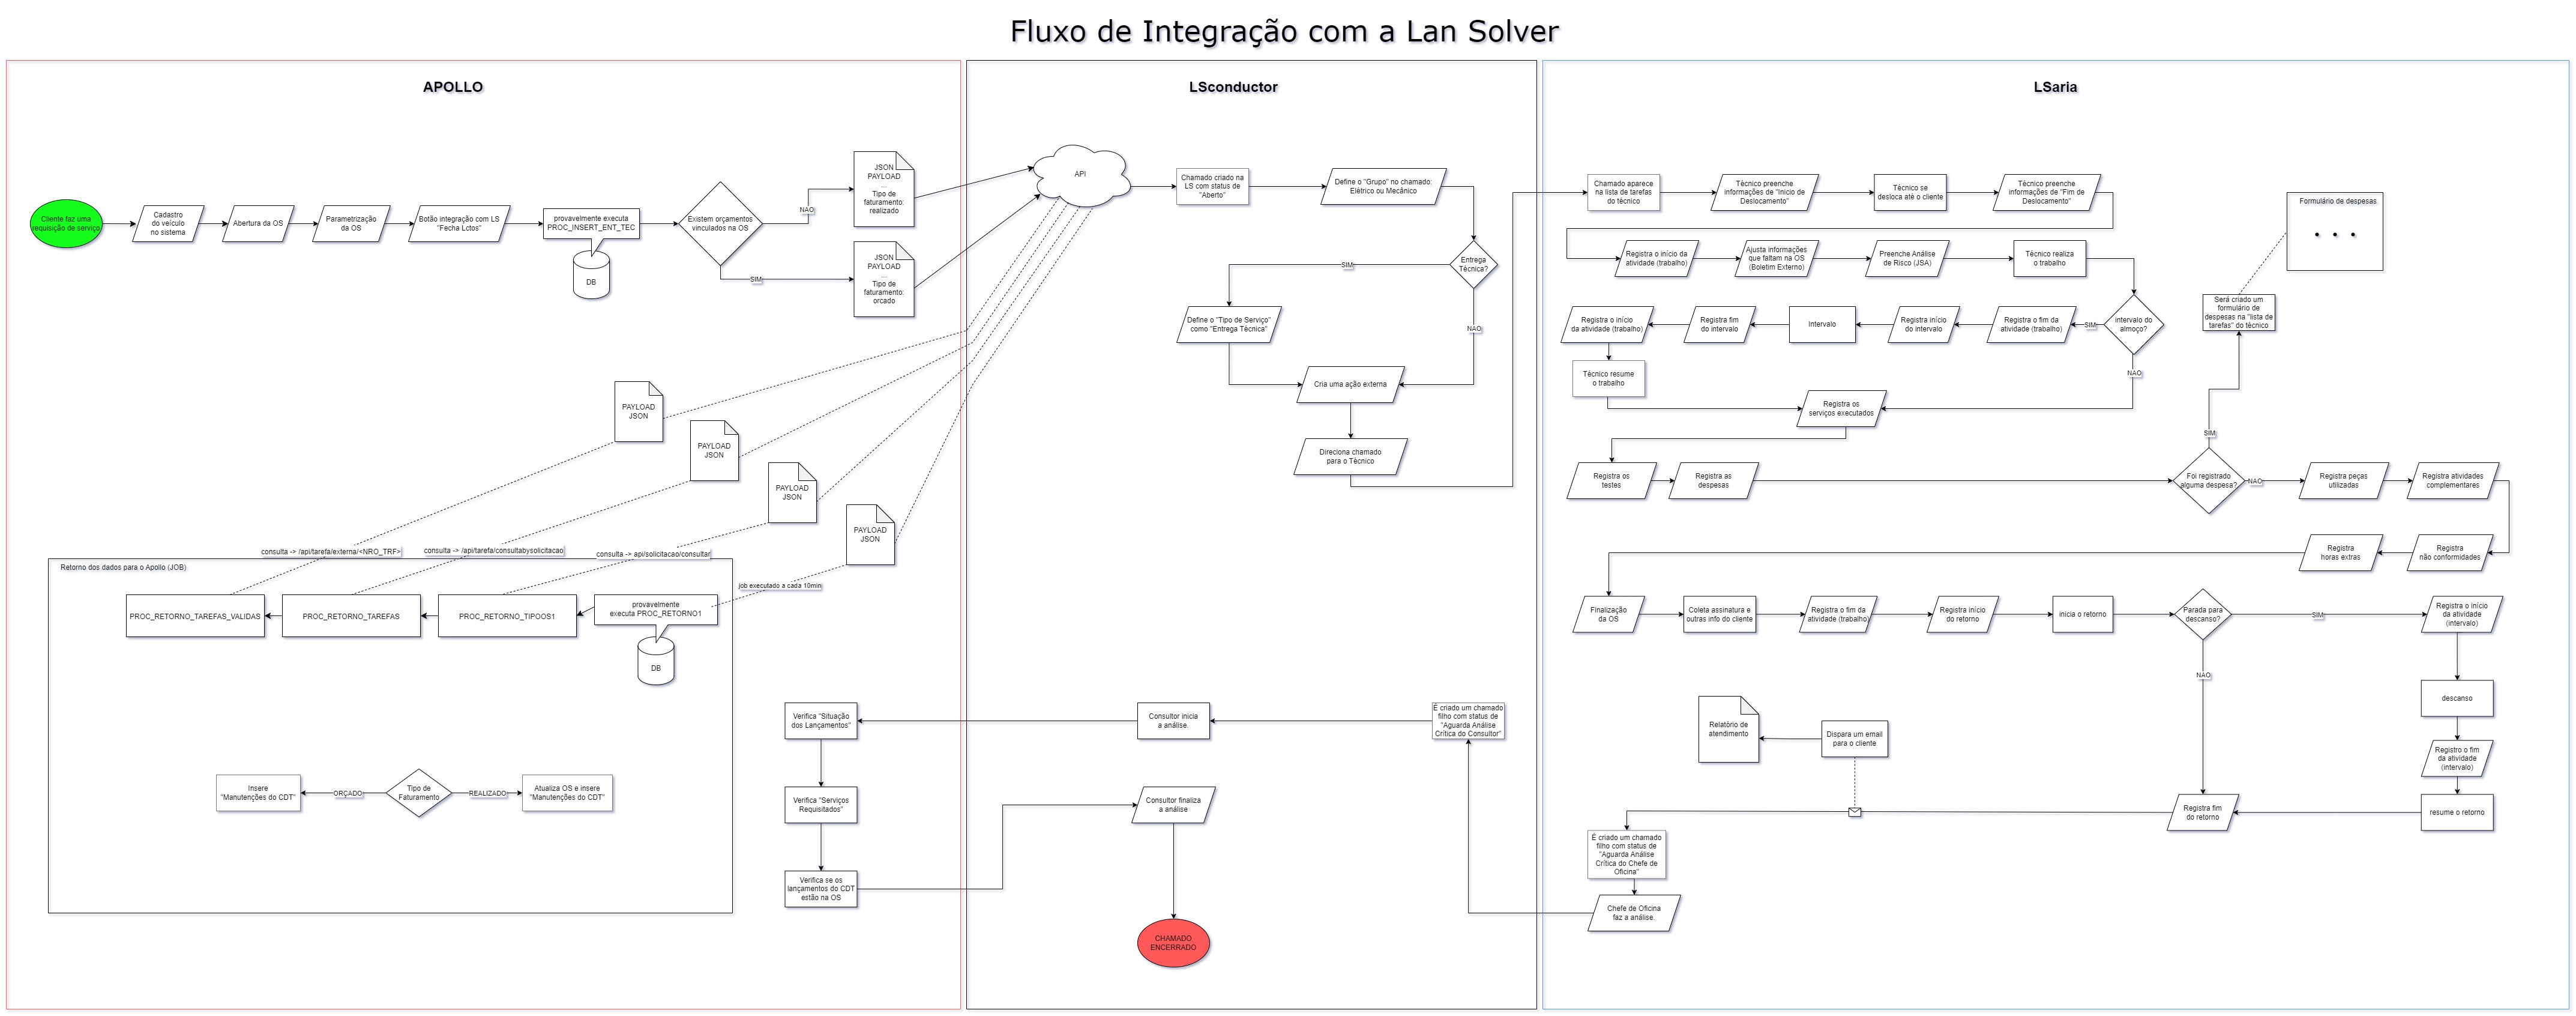 Fluxo de Integração com a Lan Solver
APOLLO
Cliente faz uma
requisição de serviço
Cadastro
do veículo
no sistema
Abertura da OS
Parametrização
da OS
Botão integração com LS
"Fecha Lctos"
provavelmente executa
PROC_INSERT_ENT_TEC
DB
Existem orçamentos
vinculados na OS
NAO
SIM
JSON
PAYLOAD
...
Tipo de
faturamento:
realizado
JSON
PAYLOAD
...
Tipo de
faturamento:
orcado
PAYLOAD
JSON
PAYLOAD
JSON
PAYLOAD
JSON
PAYLOAD
JSON
consulta -> /api/tarefa/externa/<NRO_TRF>
consulta -> /api/tarefa/consultabysolicitacao
consulta -> api/solicitacao/consultar
job executado a cada 10min
Retorno dos dados para o Apollo (JOB)
PROC_RETORNO_TAREFAS_VALIDAS
PROC_RETORNO_TAREFAS
PROC_RETORNO_TIPOOS1
provavelmente
executa PROC_RETORNO1
DB
Insere
"Manutenções do CDT"
ORÇADO
Tipo de
Faturamento
REALIZADO
Atualiza OS e insere
"Manutenções do CDT"
Verifica "Situação
dos Lançamentos"
Verifica "Serviços
Requisitados"
Verifica se os
lançamentos do CDT
estão na OS
LSconductor
API
Chamado criado na
LS com status de
"Aberto"
Define o "Grupo" no chamado:
Elétrico ou Mecânico
Entrega
Técnica?
SIM
NAO
Define o "Tipo de Serviço"
como "Entrega Técnica"
Cria uma ação externa
Direciona chamado
para o Técnico
Consultor inicia
a análise.
É criado um chamado
filho com status de
"Aguarda Análise
Crítica do Consultor"
Consultor finaliza
a análise
CHAMADO
ENCERRADO
LSaria
Chamado aparece
na lista de tarefas
do técnico
Técnico preenche
informações de "Inicio de
Deslocamento"
Técnico se
desloca até o cliente
Técnico preenche
informações de "Fim de
Deslocamento"
Registra o início da
atividade (trabalho)
Ajusta informações
que faltam na OS
(Boletim Externo)
Preenche Análise
de Risco (JSA)
Técnico realiza
o trabalho
intervalo do
almoço?
SIM
NAO
Registra o fim da
atividade (trabalho)
Registra início
do intervalo
Intervalo
Registra fim
do intervalo
Registra o início
da atividade (trabalho)
Técnico resume
o trabalho
Registra os
serviços executados
Registra os
testes
Registra as
despesas
Foi registrado
alguma despesa?
SIM
NAO
Será criado um
formulário de
despesas na "lista de
tarefas" do técnico
Formulário de despesas
. . .
Registra peças
utilizadas
Registra atividades
complementares
Registra
não conformidades
Registra
horas extras
Finalização
da OS
Coleta assinatura e
outras info do cliente
Registra o fim da
atividade (trabalho)
Registra início
do retorno
inicia o retorno
Parada para
descanso?
SIM
NAO
Registra o início
da atividade
(intervalo)
descanso
Registro o fim
da atividade
(intervalo)
resume o retorno
Registra fim
do retorno
Relatório de
atendimento
Dispara um email
para o cliente
É criado um chamado
filho com status de
"Aguarda Análise
Crítica do Chefe de
Oficina"
Chefe de Oficina
faz a análise.